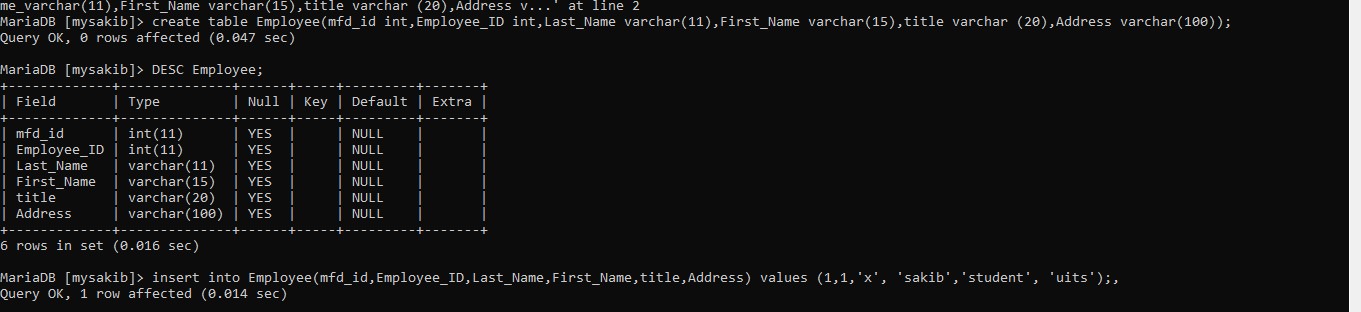 me_varchar(11),First_Name varchar(15),title varchar (20),Address v...' at line 2
MariaDB [mysakib]> create table Employee(mfd_id int,Employee_ID int,Last_Name varchar(11),First_Name varchar(15),title varchar (20),Address varchar(100));
Query OK, 0 rows affected (0.047 sec)

MariaDB [mysakib]> DESC Employee;
+-------------+--------------+------+-----+---------+-------+
| Field       | Type         | Null | Key | Default | Extra |
+-------------+--------------+------+-----+---------+-------+
| mfd_id      | int(11)      | YES  |     | NULL    |       |
| Employee_ID | int(11)      | YES  |     | NULL    |       |
| Last_Name   | varchar(11)  | YES  |     | NULL    |       |
| First_Name  | varchar(15)  | YES  |     | NULL    |       |
| title       | varchar(20)  | YES  |     | NULL    |       |
| Address     | varchar(100) | YES  |     | NULL    |       |
+-------------+--------------+------+-----+---------+-------+
6 rows in set (0.016 sec)

MariaDB [mysakib]> insert into Employee(mfd_id,Employee_ID,Last_Name,First_Name,title,Address) values (1,1,'x', 'sakib','student', 'uits');,
Query OK, 1 row affected (0.014 sec)